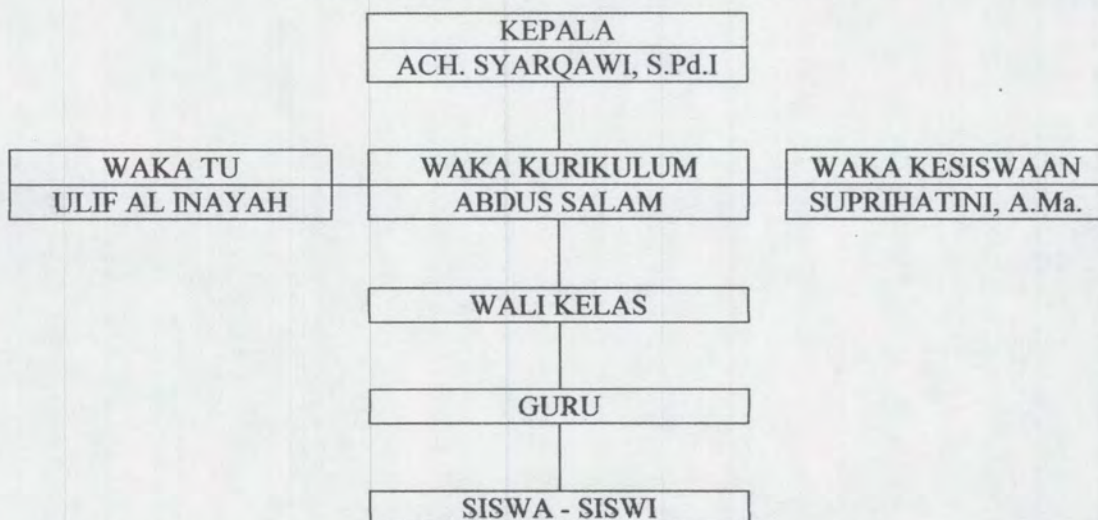 KEPALA
ACH. SYARQAWI, S.Pd.I
WAKA TU
ULIF AL INAYAH
WAKA KURIKULUM
ABDUS SALAM
WAKA KESISWAAN
SUPRIHATINI, A.Ma.
WALI KELAS
GURU
SISWA - SISWI